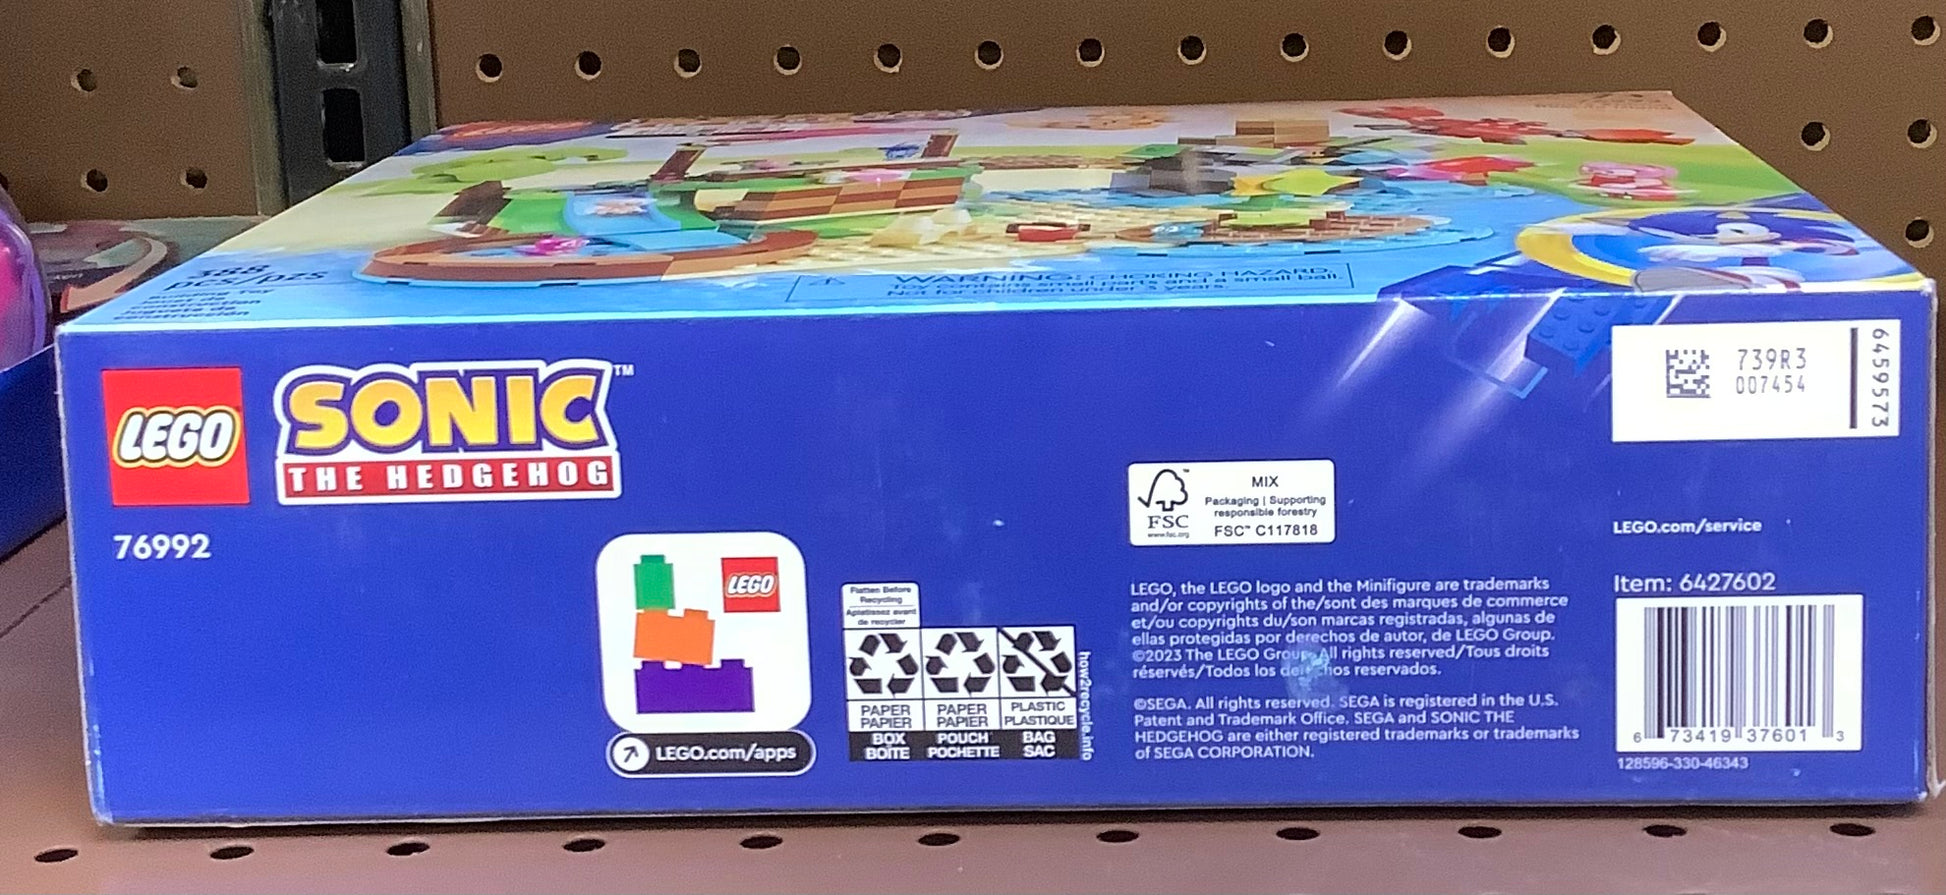 388
pcs/pzs
WARNING: CHOKING HAZARD.
Toy contains small parts and a small ball.
Not for children under 3 years.
LEGO
SONIC™
THE HEDGEHOG
76992
LEGO
LEGO.com/apps
Flatten Before
Recycling
Aplatissez avant
de recycler
PAPER
PAPIER
BOX
BOÎTE
PAPER
PAPIER
POUCH
POCHETTE
PLASTIC
PLASTIQUE
BAG
SAC
how2recycle.info
FSC
www.fsc.org
MIX
Packaging | Supporting
responsible forestry
FSC™ C117818
LEGO, the LEGO logo and the Minifigure are trademarks
and/or copyrights of the/sont des marques de commerce
et/ou copyrights du/son marcas registradas, algunas de
ellas protegidas por derechos de autor, de LEGO Group.
©2023 The LEGO Group. All rights reserved/Tous droits
réservés/Todos los derechos reservados.
©SEGA. All rights reserved. SEGA is registered in the U.S.
Patent and Trademark Office. SEGA and SONIC THE
HEDGEHOG are either registered trademarks or trademarks
of SEGA CORPORATION.
739R3
007454
6459573
LEGO.com/service
Item: 6427602
6 73419 37601 3
128596-330-46343